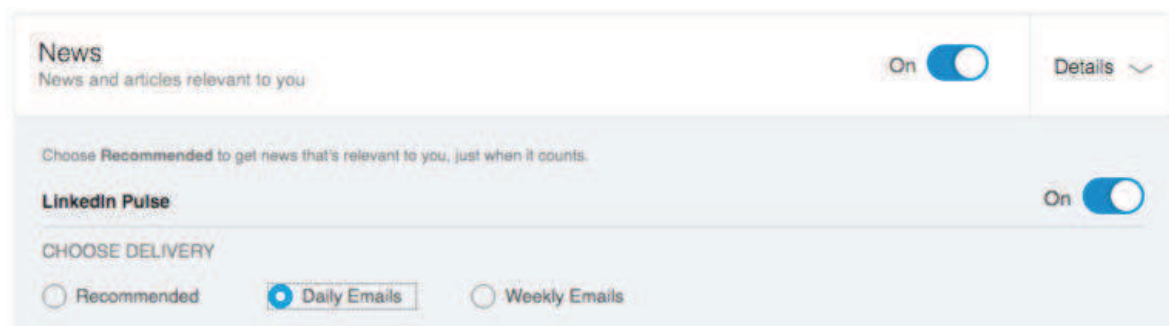 News
On
Details
News and articles relevant to you
Choose Recommended to get news that's relevant to you, just when it counts.
LinkedIn Pulse
On
CHOOSE DELIVERY
Recommended
Daily Emails
Weekly Emails